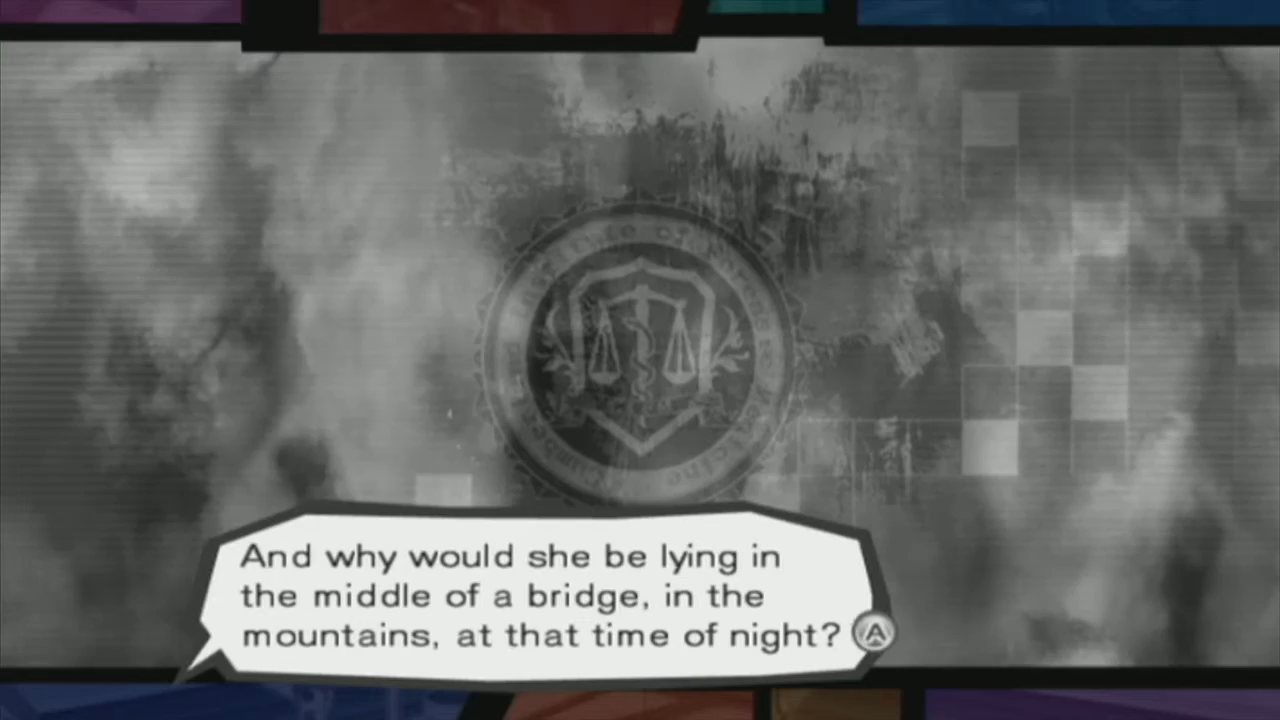 And why would she be lying in
the middle of a bridge, in the
mountains, at that time of night?
A